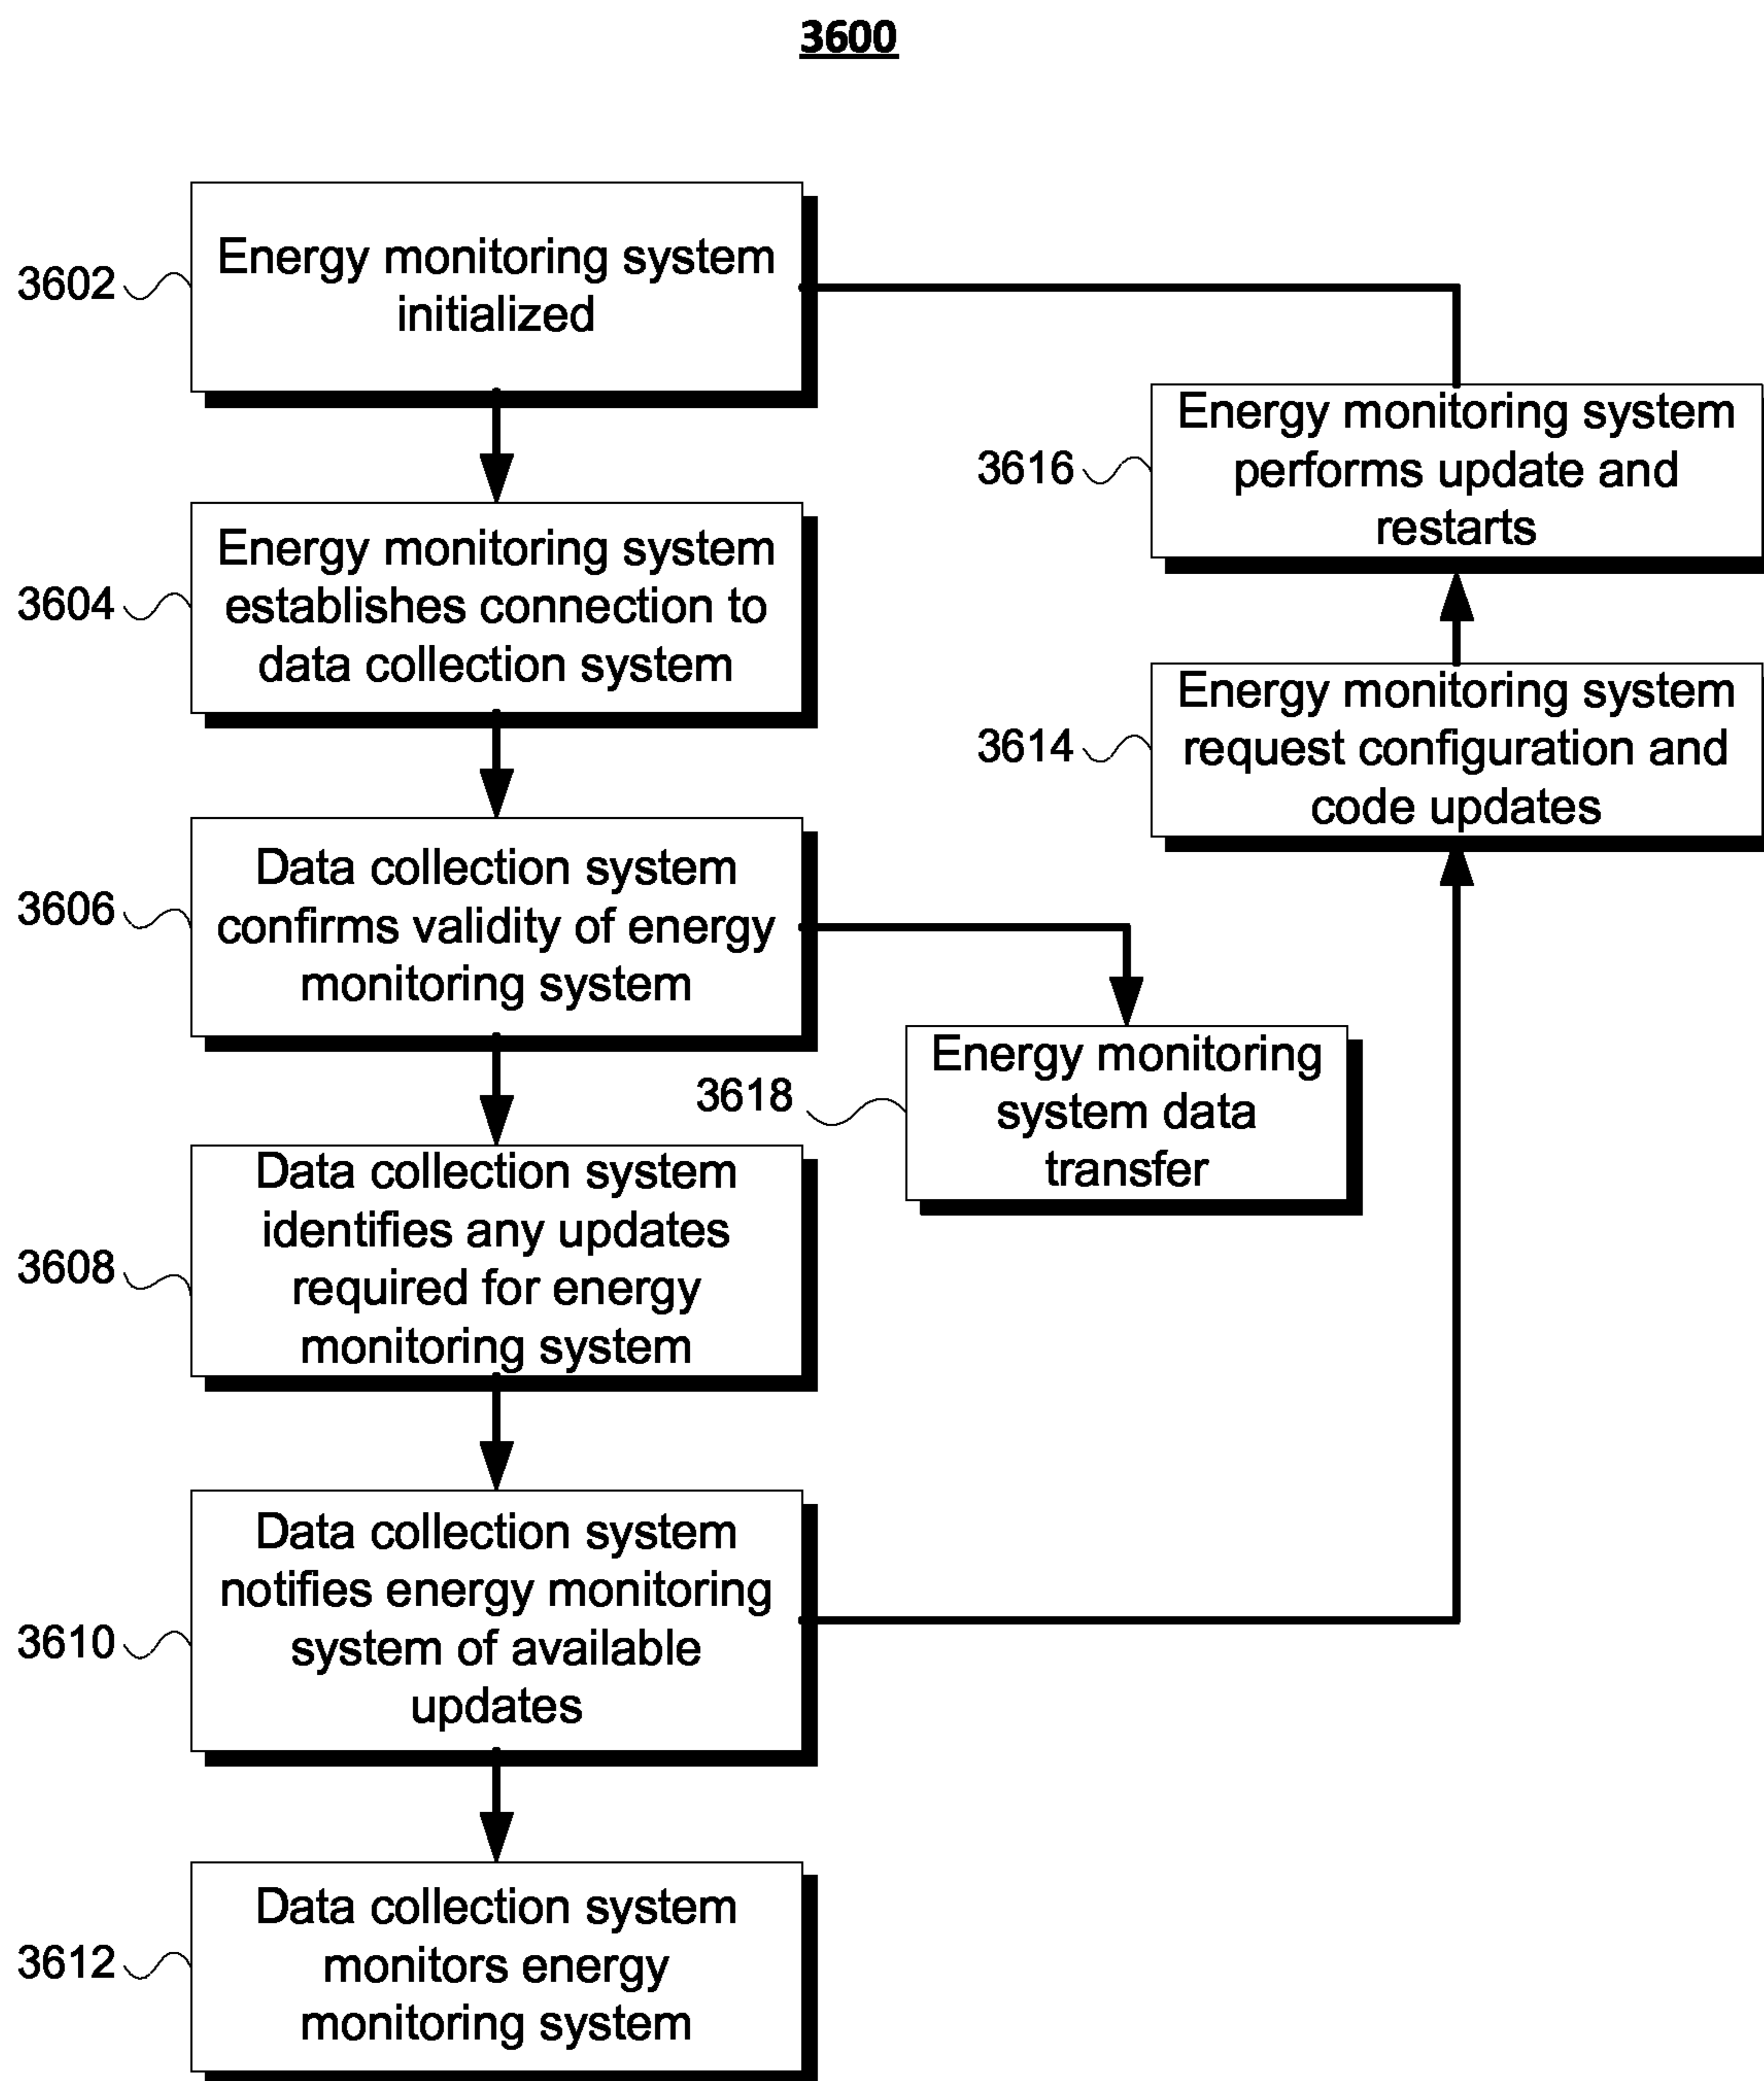 3600
3602
Energy monitoring system
initialized
3604
Energy monitoring system
establishes connection to
data collection system
3606
Data collection system
confirms validity of energy
monitoring system
3608
Data collection system
identifies any updates
required for energy
monitoring system
3610
Data collection system
notifies energy monitoring
system of available
updates
3612
Data collection system
monitors energy
monitoring system
3616
Energy monitoring system
performs update and
restarts
3614
Energy monitoring system
request configuration and
code updates
3618
Energy monitoring
system data
transfer